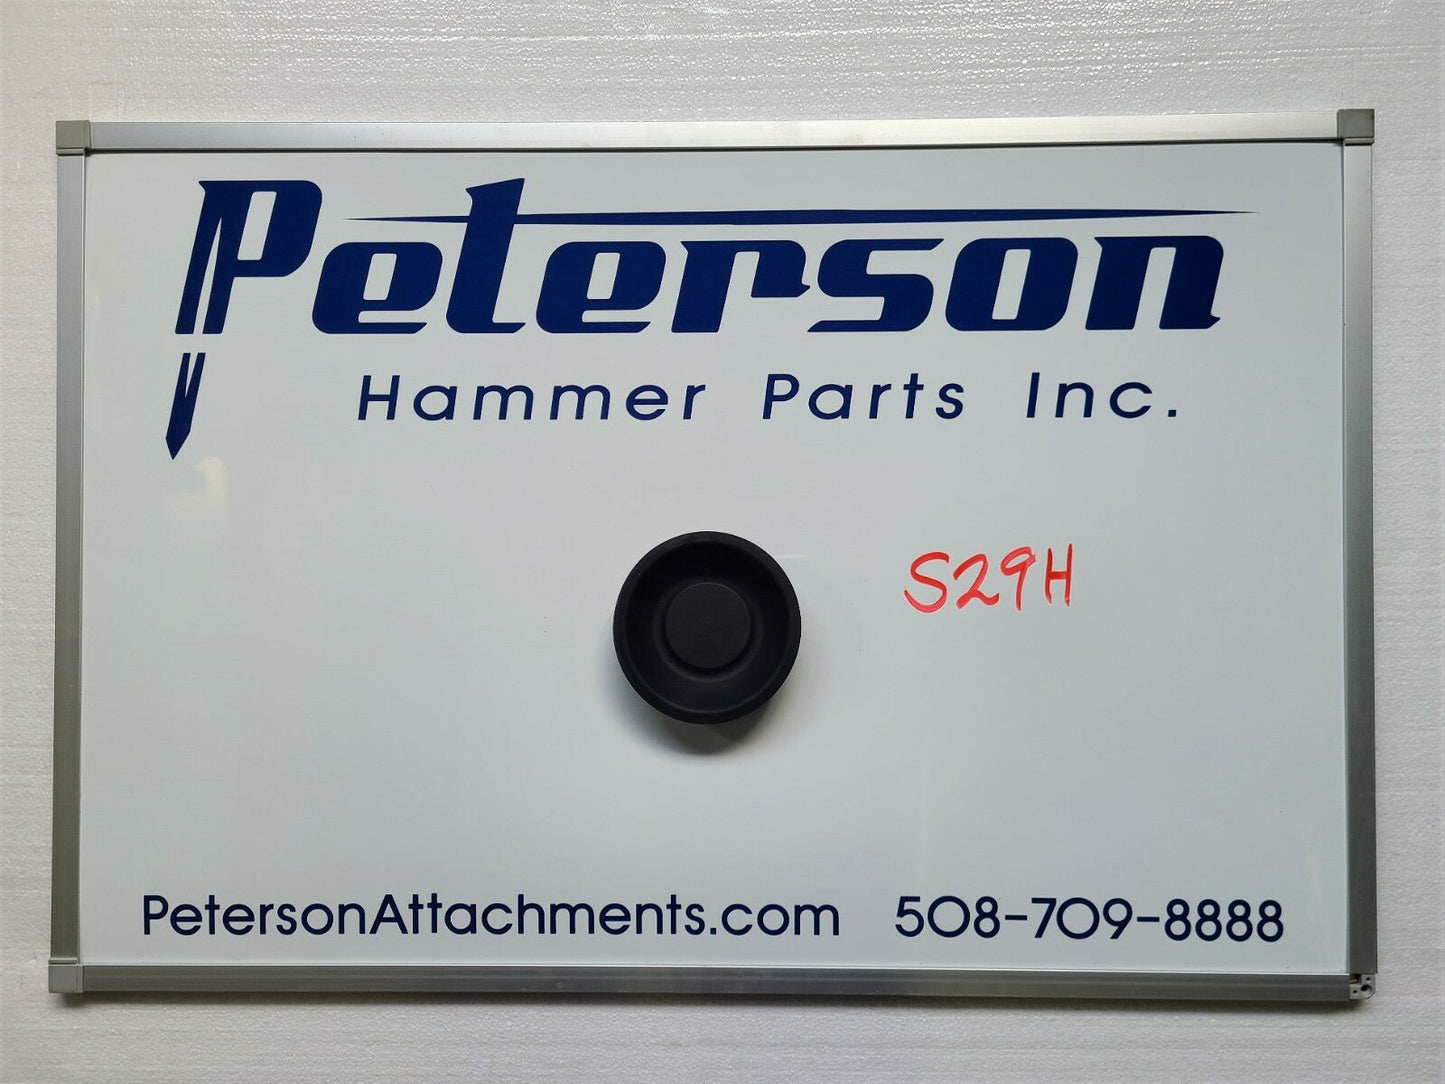 Peterson
Hammer Parts Inc.
S29H
PetersonAttachments.com 508-709-8888